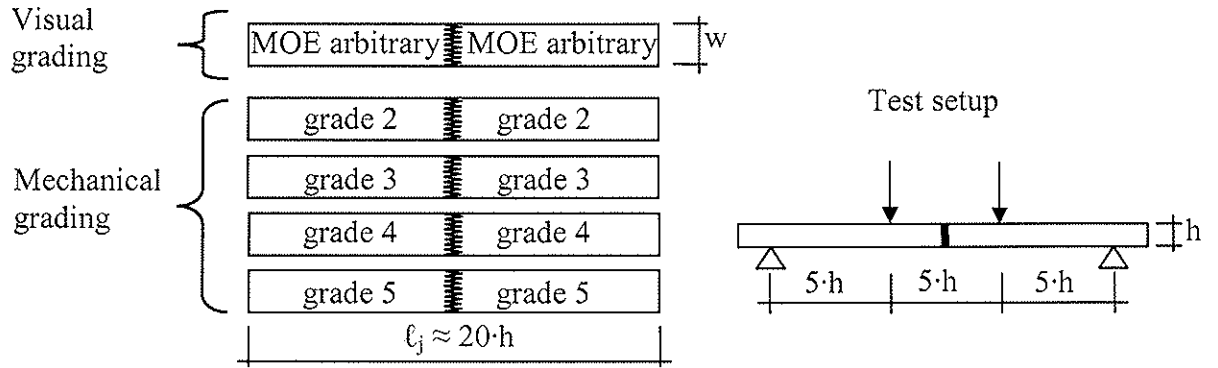 Visual
grading
MOE arbitrary
MOE arbitrary
w
Mechanical
grading
grade 2
grade 2
grade 3
grade 3
grade 4
grade 4
grade 5
grade 5
ℓj ≈ 20·h
Test setup
h
5·h
5·h
5·h